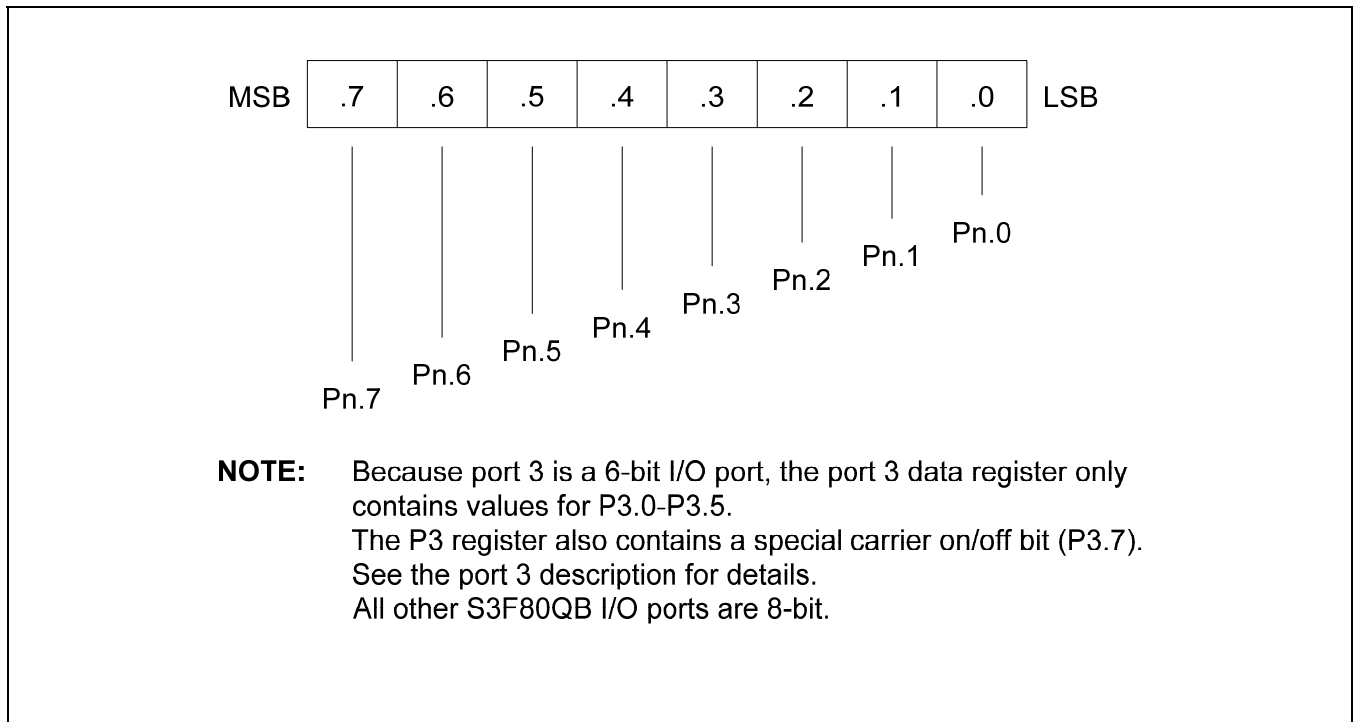 MSB .7 .6 .5 .4 .3 .2 .1 .0 LSB
Pn.0
Pn.1
Pn.2
Pn.3
Pn.4
Pn.5
Pn.6
Pn.7
NOTE: Because port 3 is a 6-bit I/O port, the port 3 data register only
contains values for P3.0-P3.5.
The P3 register also contains a special carrier on/off bit (P3.7).
See the port 3 description for details.
All other S3F80QB I/O ports are 8-bit.